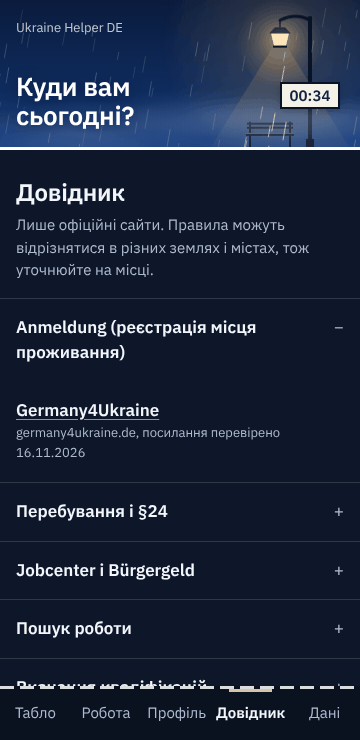 Ukraine Helper DE
Куди вам
сьогодні?
00:34
Довідник
Лише офіційні сайти. Правила можуть
відрізнятися в різних землях і містах, тож
уточнюйте на місці.
Anmeldung (реєстрація місця
проживання)
−
Germany4Ukraine
germany4ukraine.de, посилання перевірено
16.11.2026
Перебування і §24
+
Jobcenter і Bürgergeld
+
Пошук роботи
+
Табло
Робота
Профіль
Довідник
Дані